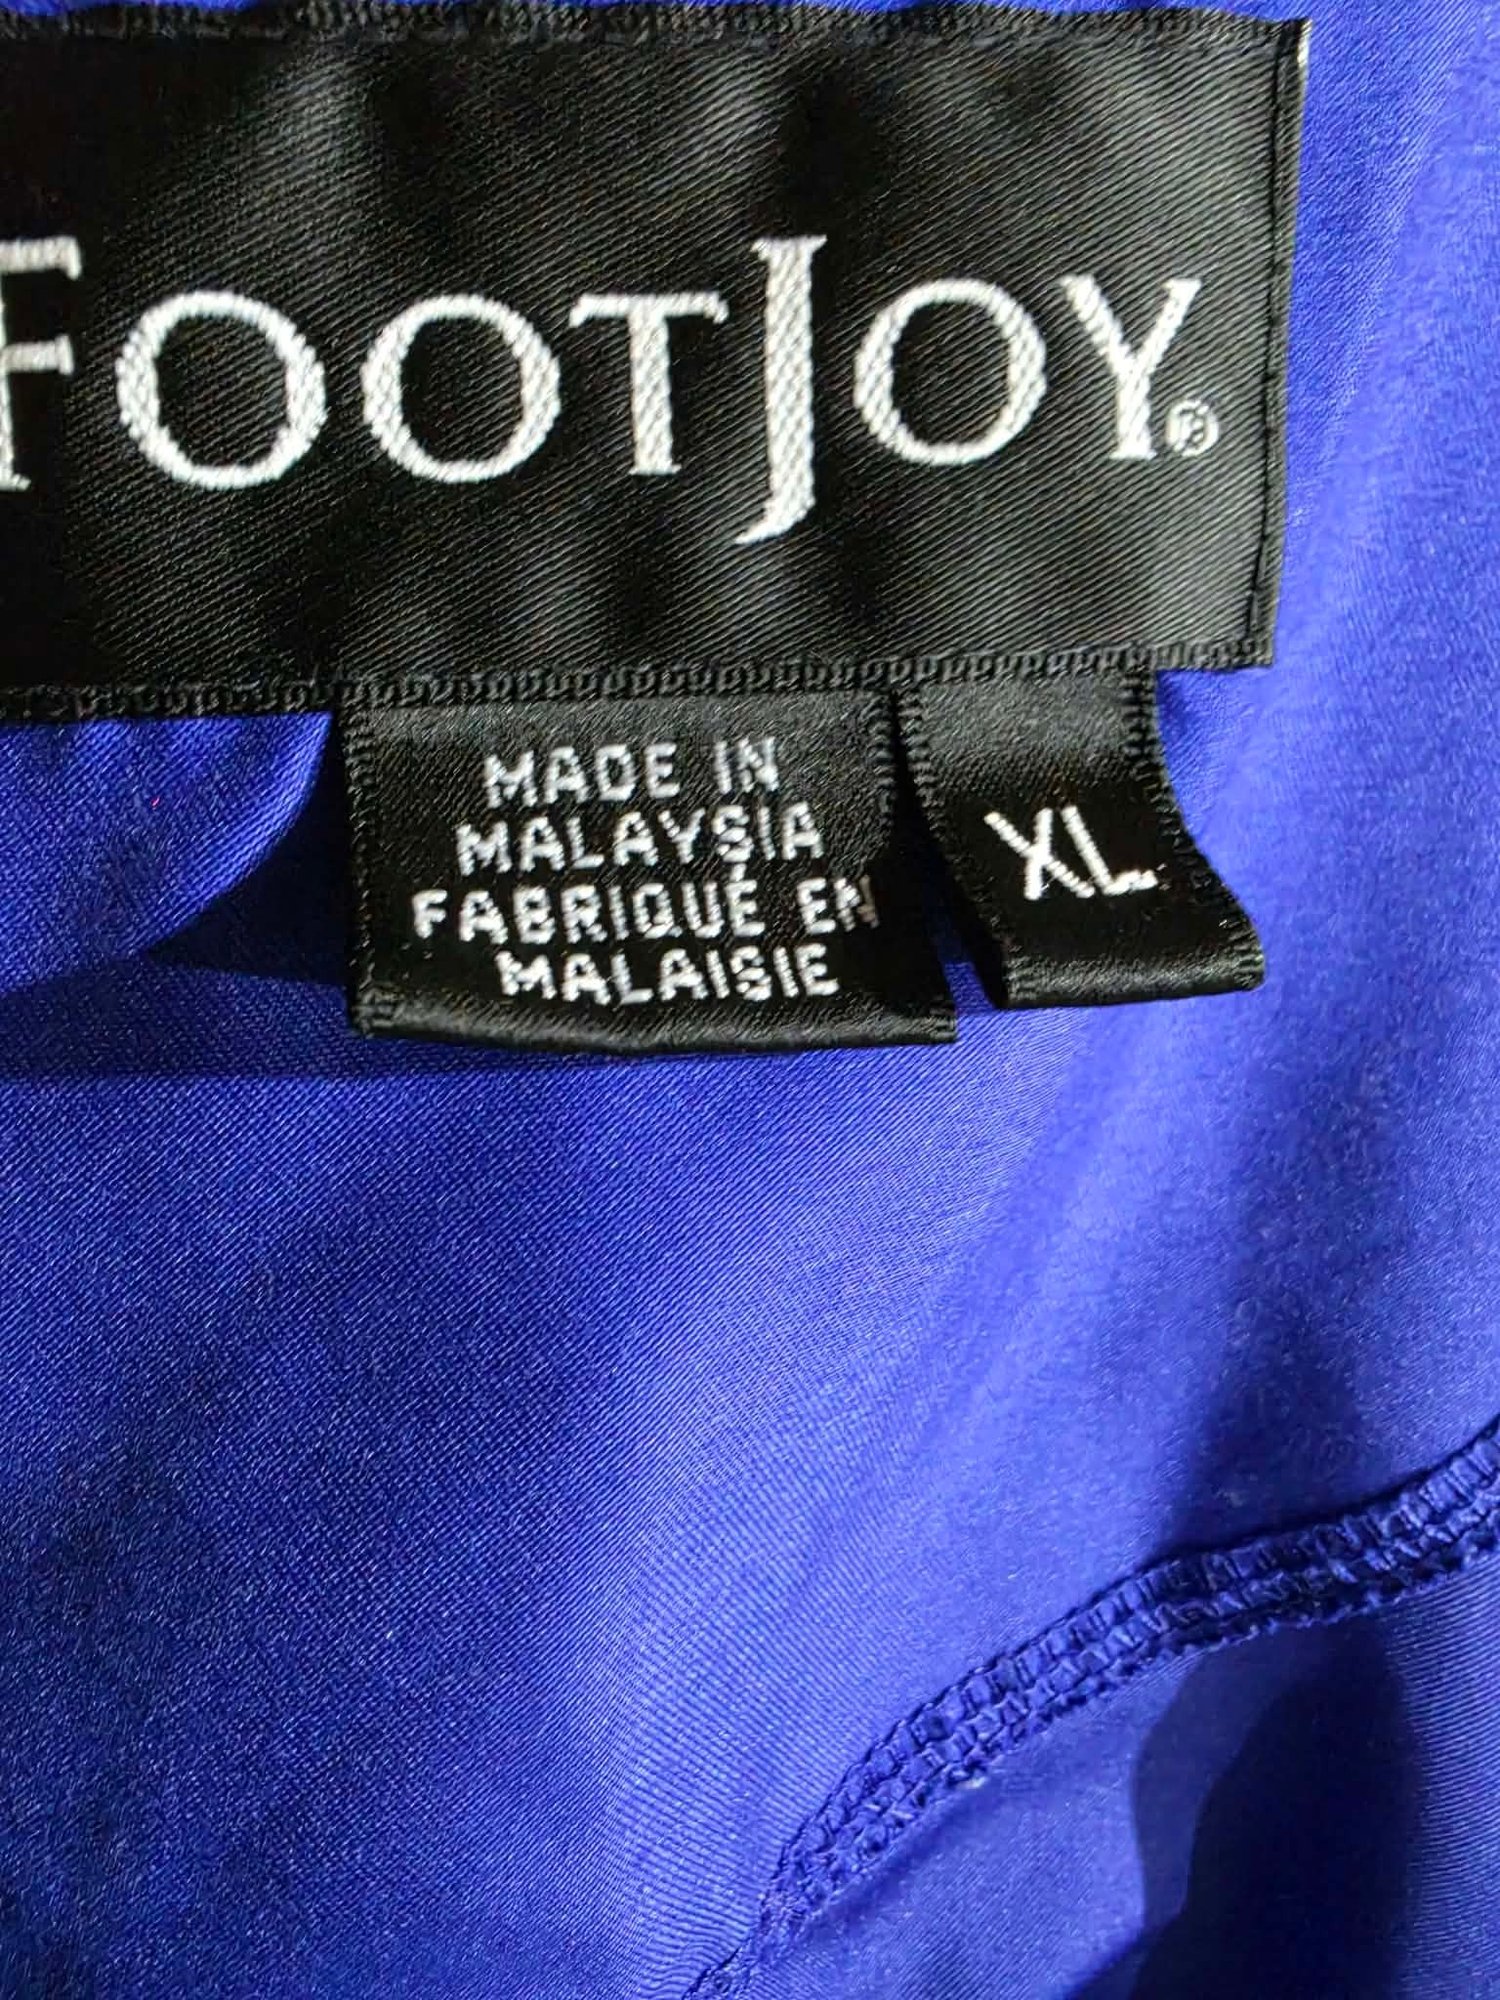 FOOTJOY®
MADE IN
MALAYSIA
FABRIQUÉ EN
MALAISIE
XL